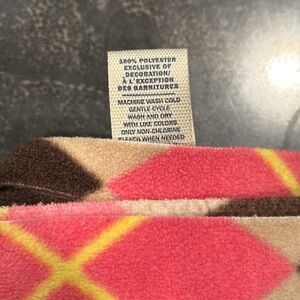 100% POLYESTER
EXCLUSIVE OF
DECORATION/
À L'EXCEPTION
DES GARNITURES
MACHINE WASH COLD
GENTLE CYCLE
WASH AND DRY
WITH LIKE COLORS
ONLY NON-CHLORINE
BLEACH WHEN NEEDED